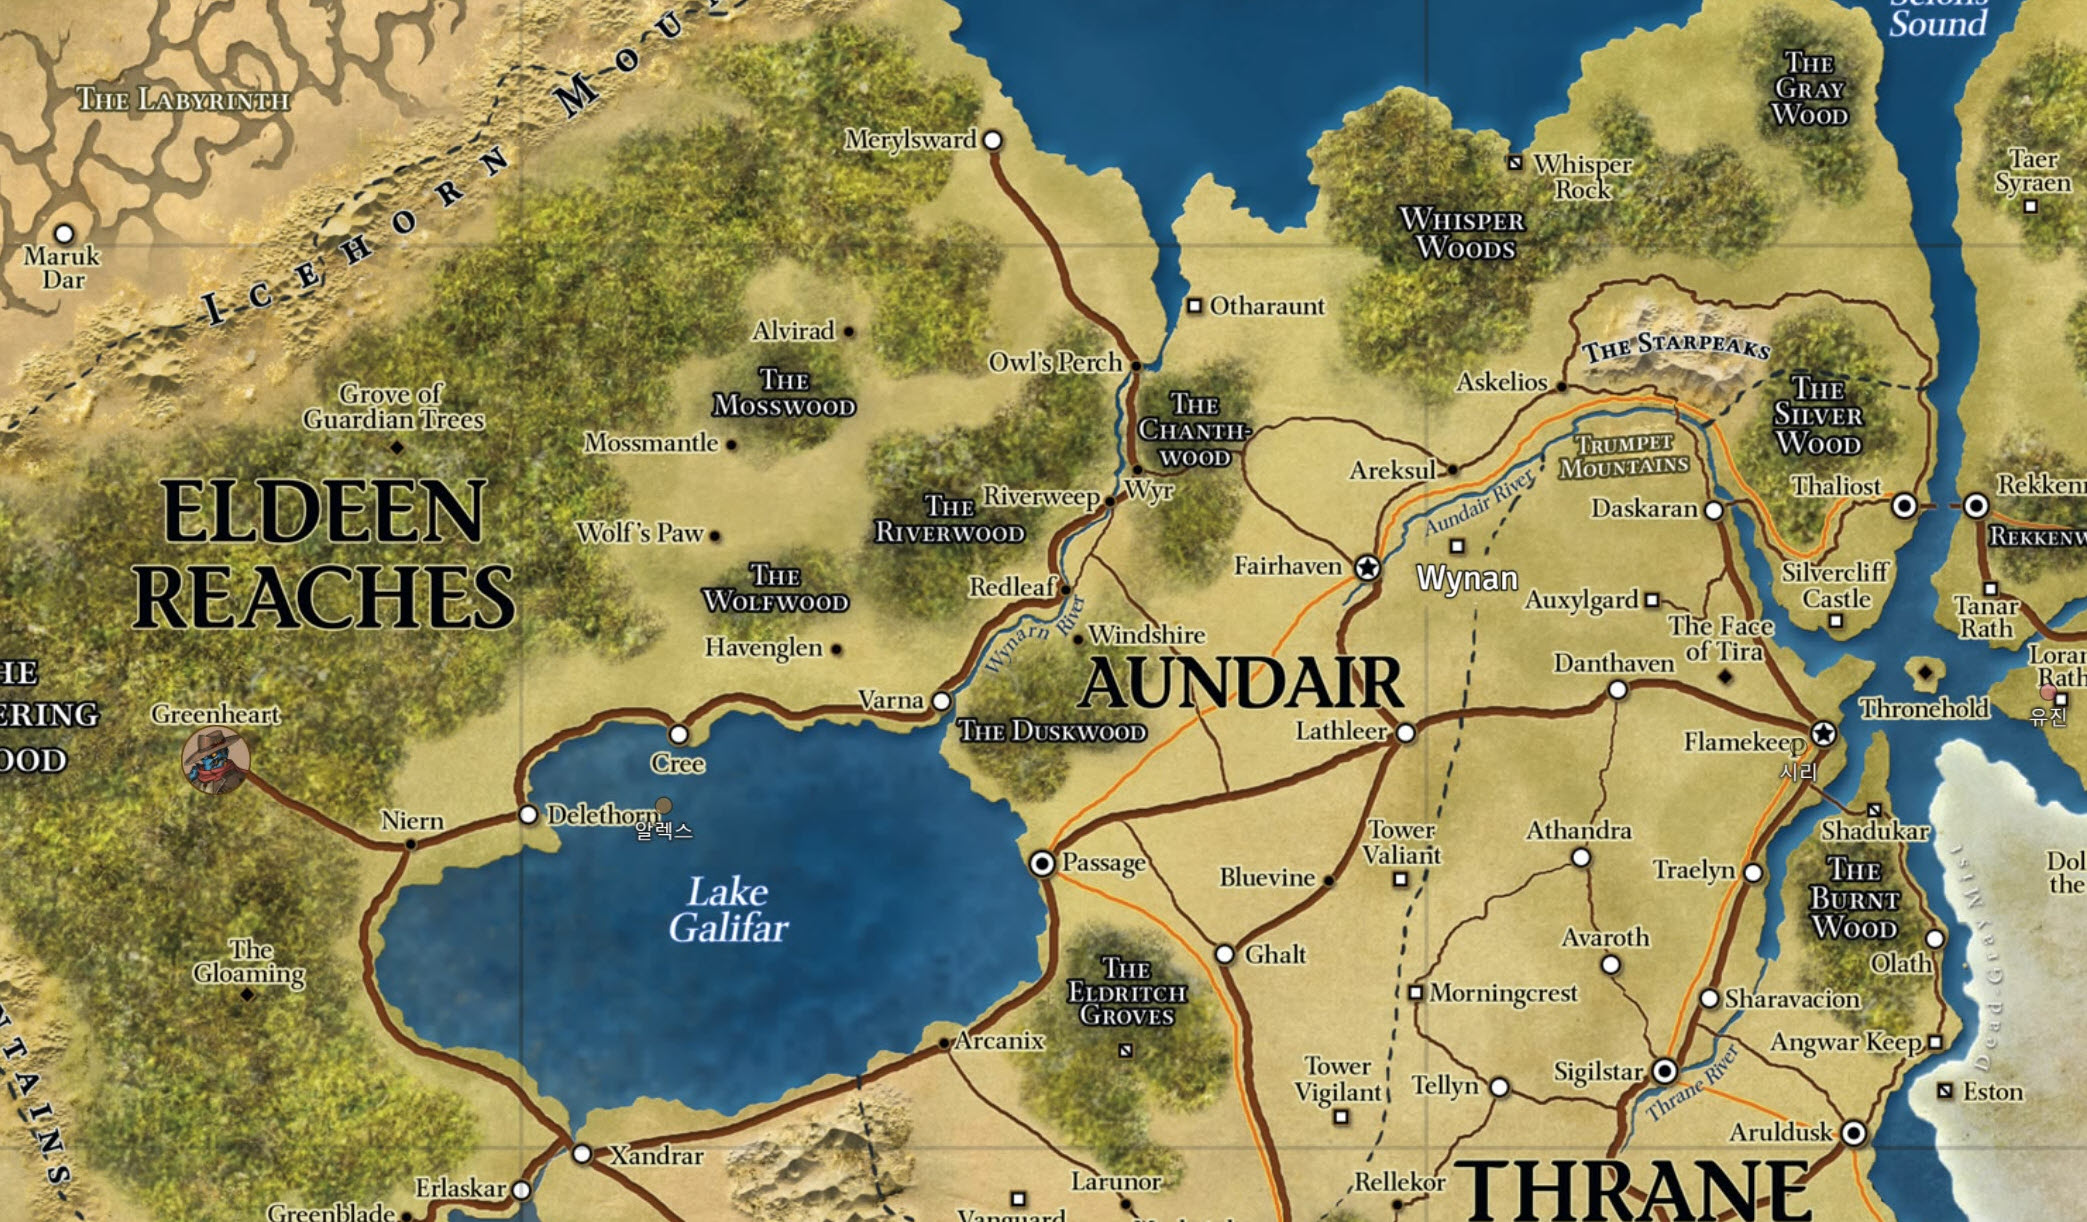 Scions
Sound
THE LABYRINTH
ICEHORN MOU
THE
GRAY
WOOD
Merylsward
Whisper
Rock
Taer
Syraen
WHISPER
WOODS
Maruk
Dar
Otharaunt
Alvirad
THE STARPEAKS
Owl's Perch
Askelios
THE
MOSSWOOD
Grove of
Guardian Trees
THE
CHANTH-
WOOD
THE
SILVER
WOOD
Mossmantle
TRUMPET
MOUNTAINS
Areksul
ELDEEN
REACHES
Riverweep
Wyr
Aundair River
Thaliost
Rekken
Daskaran
THE
RIVERWOOD
Wolf's Paw
REKKENW
Fairhaven
Wynan
THE
WOLFWOOD
Redleaf
Silvercliff
Castle
Auxylgard
Tanar
Rath
Wynarn River
Windshire
The Face
of Tira
Havenglen
AUNDAIR
Danthaven
Loran
Rath
HE
ERING
OOD
Varna
Thronehold
유진
Greenheart
THE DUSKWOOD
Lathleer
Flamekeep
시리
Cree
Delethorn
알렉스
Niern
Tower
Valiant
Athandra
Shadukar
Passage
Bluevine
Traelyn
THE
BURNT
WOOD
Dol
the
Dead-Gray Mist
Lake
Galifar
Avaroth
Ghalt
The
Gloaming
THE
ELDRITCH
GROVES
Olath
Morningcrest
Sharavacion
Arcanix
Angwar Keep
NTAINS
Tower
Vigilant
Tellyn
Sigilstar
Thrane River
Eston
Aruldusk
Xandrar
Erlaskar
Larunor
Rellekor
THRANE
Greenblade
Vanguard